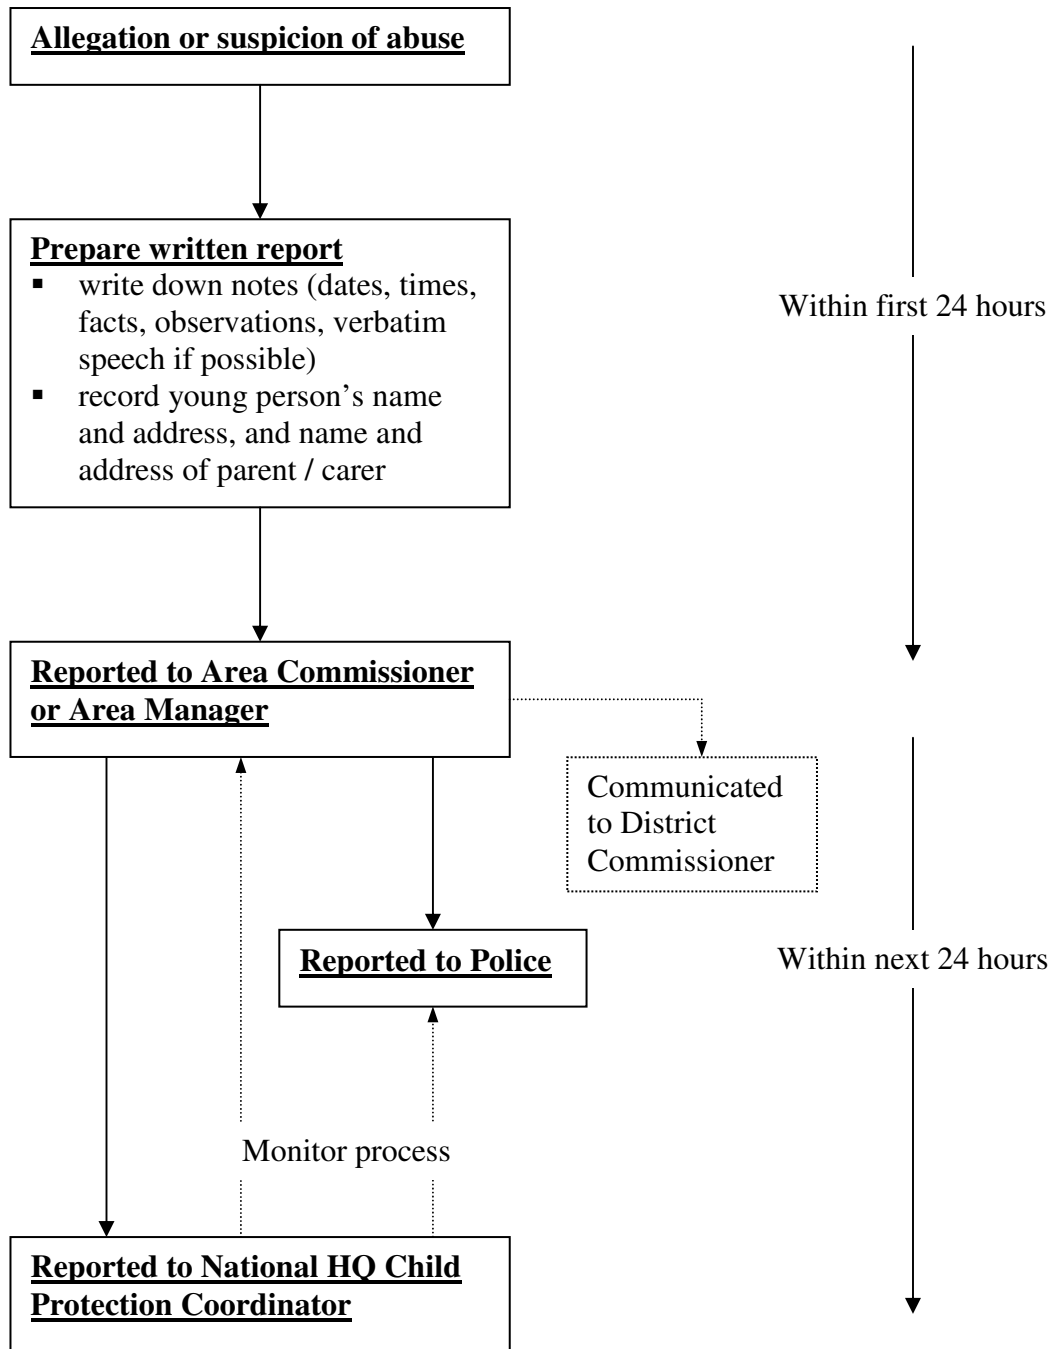 Allegation or suspicion of abuse
Prepare written report
▪ write down notes (dates, times,
facts, observations, verbatim
speech if possible)
▪ record young person’s name
and address, and name and
address of parent / carer
Within first 24 hours
Reported to Area Commissioner
or Area Manager
Communicated
to District
Commissioner
Reported to Police
Within next 24 hours
Monitor process
Reported to National HQ Child
Protection Coordinator